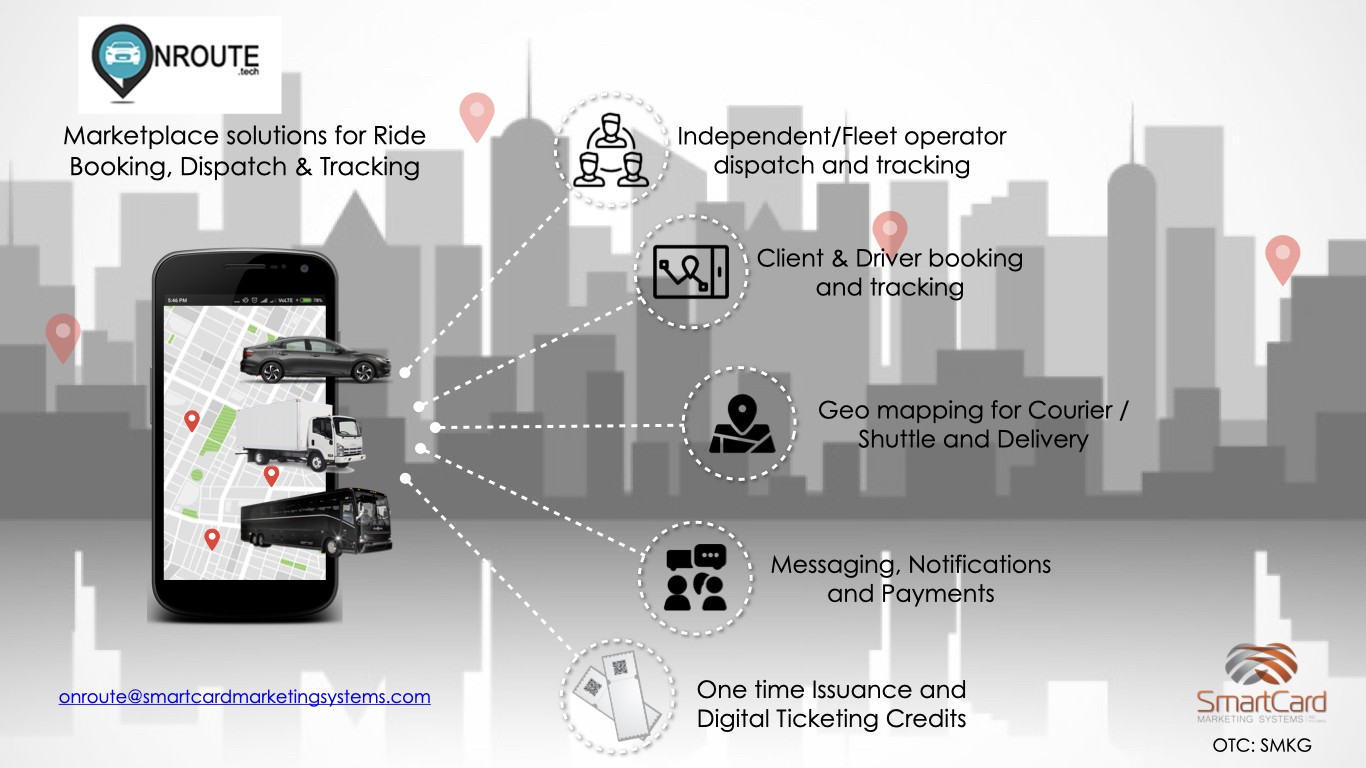 ONROUTE
.tech
Marketplace solutions for Ride
Booking, Dispatch & Tracking
Independent/Fleet operator
dispatch and tracking
Client & Driver booking
and tracking
5:46 PM VoLTE 78%
Geo mapping for Courier /
Shuttle and Delivery
Messaging, Notifications
and Payments
One time Issuance and
Digital Ticketing Credits
onroute@smartcardmarketingsystems.com
SmartCard
MARKETING SYSTEMS
OTC: SMKG